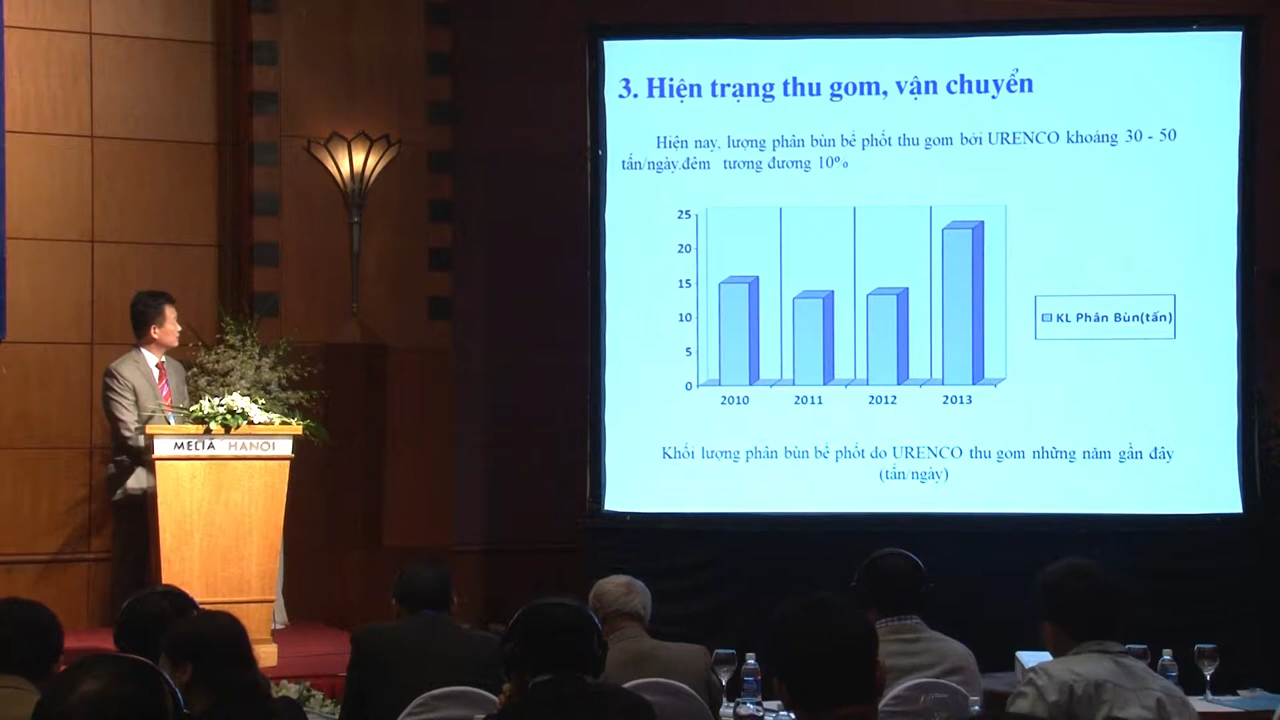 3. Hiện trạng thu gom, vận chuyển
Hiện nay, lượng phân bùn bể phốt thu gom bởi URENCO khoảng 30 - 50
tấn/ngày.đêm tương đương 10%
25
20
15
10
5
0
2010 2011 2012 2013
KL Phân Bùn(tấn)
Khối lượng phân bùn bể phốt do URENCO thu gom những năm gần đây
(tấn/ngày)
MELIÃ HANOI